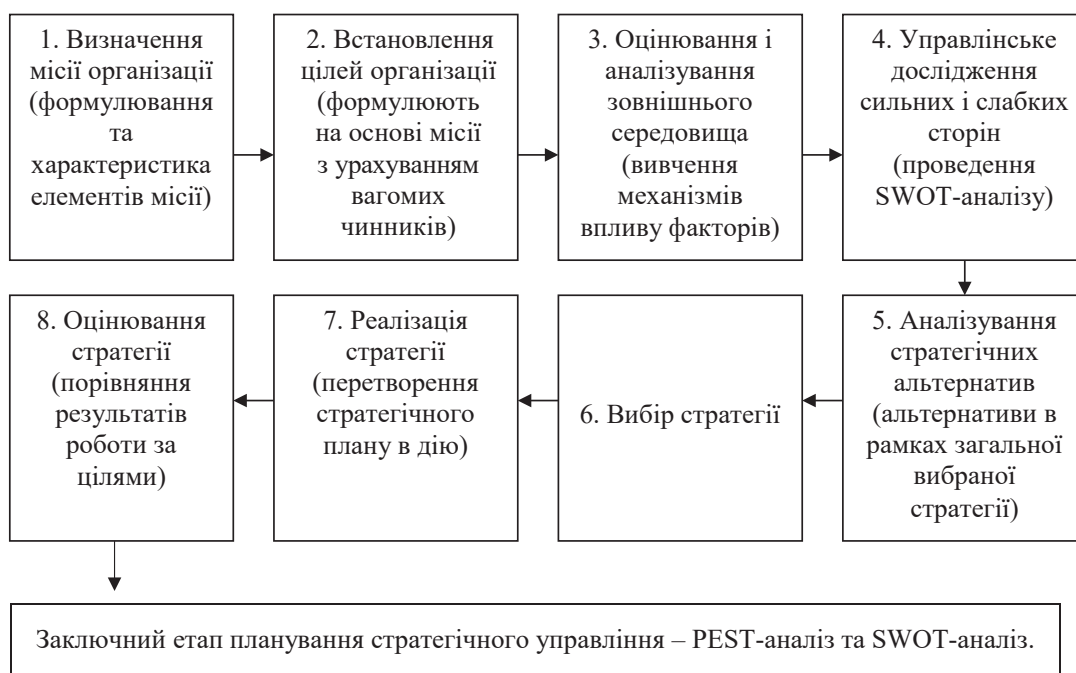 1. Визначення
місії організації
(формулювання
та
характеристика
елементів місії)
2. Встановлення
цілей організації
(формулюють
на основі місії
з урахуванням
вагомих
чинників)
3. Оцінювання і
аналізування
зовнішнього
середовища
(вивчення
механізмів
впливу факторів)
4. Управлінське
дослідження
сильних і слабких
сторін
(проведення
SWOT-аналізу)
5. Аналізування
стратегічних
альтернатив
(альтернативи в
рамках загальної
вибраної
стратегії)
6. Вибір стратегії
7. Реалізація
стратегії
(перетворення
стратегічного
плану в дію)
8. Оцінювання
стратегії
(порівняння
результатів
роботи за
цілями)
Заключний етап планування стратегічного управління – PEST-аналіз та SWOT-аналіз.